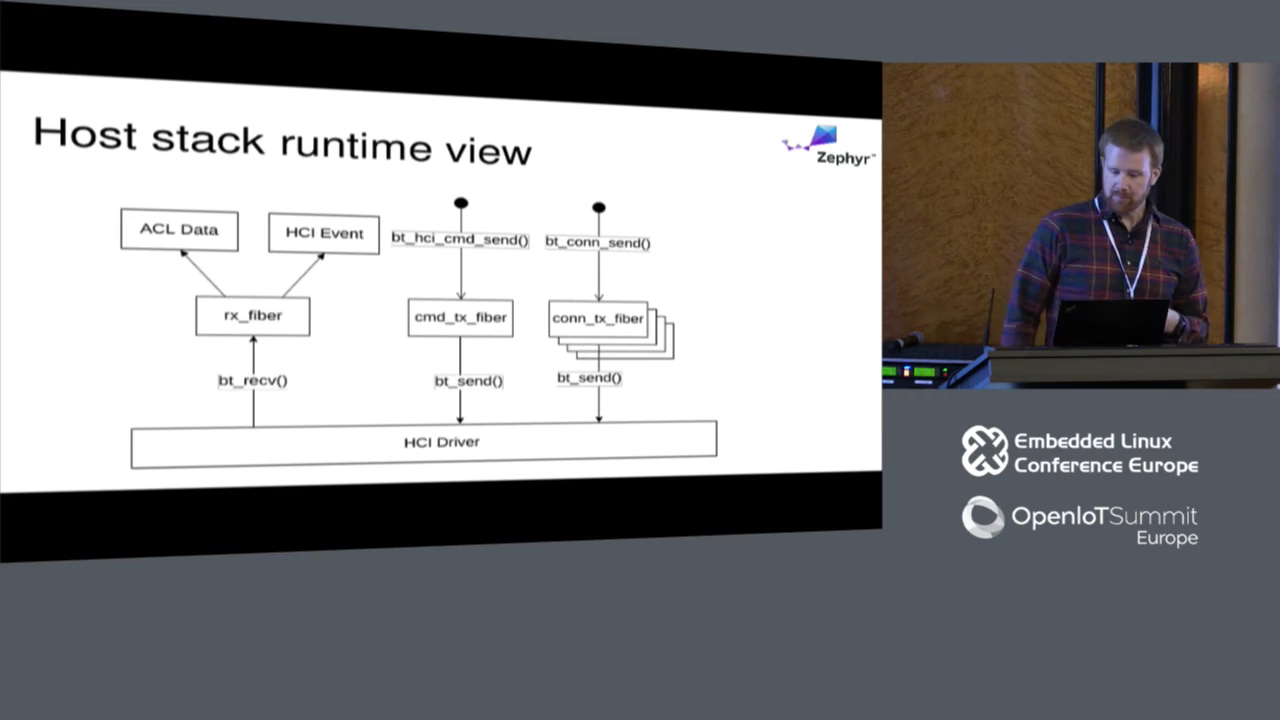 Host stack runtime view
Zephyr™
ACL Data
HCI Event
bt_hci_cmd_send()
bt_conn_send()
rx_fiber
cmd_tx_fiber
conn_tx_fiber
bt_recv()
bt_send()
bt_send()
HCI Driver
Embedded Linux
Conference Europe
OpenIoTSummit
Europe